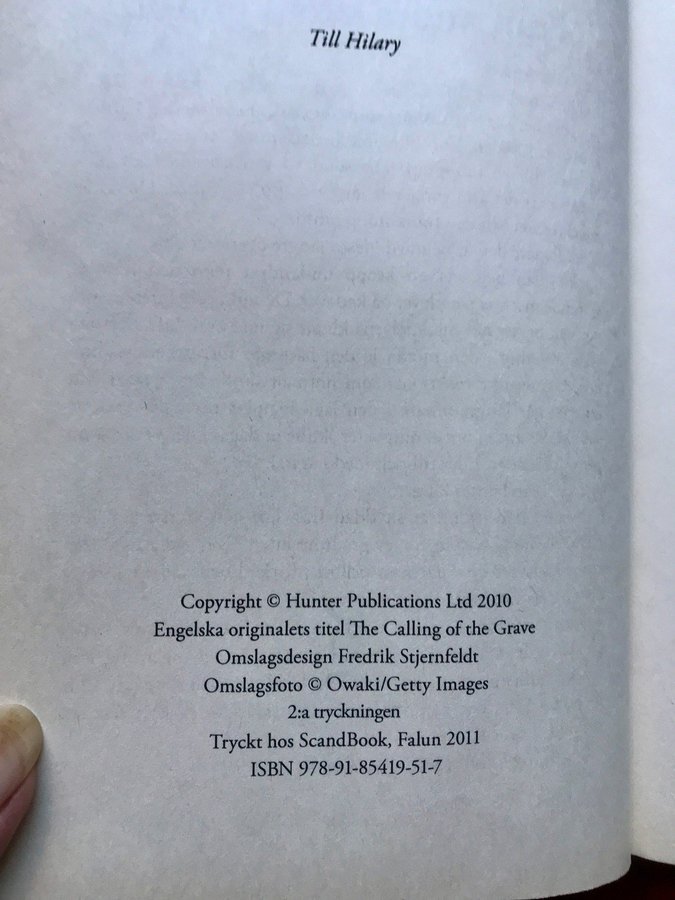 Till Hilary
Copyright © Hunter Publications Ltd 2010
Engelska originalets titel The Calling of the Grave
Omslagsdesign Fredrik Stjernfeldt
Omslagsfoto © Owaki/Getty Images
2:a tryckningen
Tryckt hos ScandBook, Falun 2011
ISBN 978-91-85419-51-7